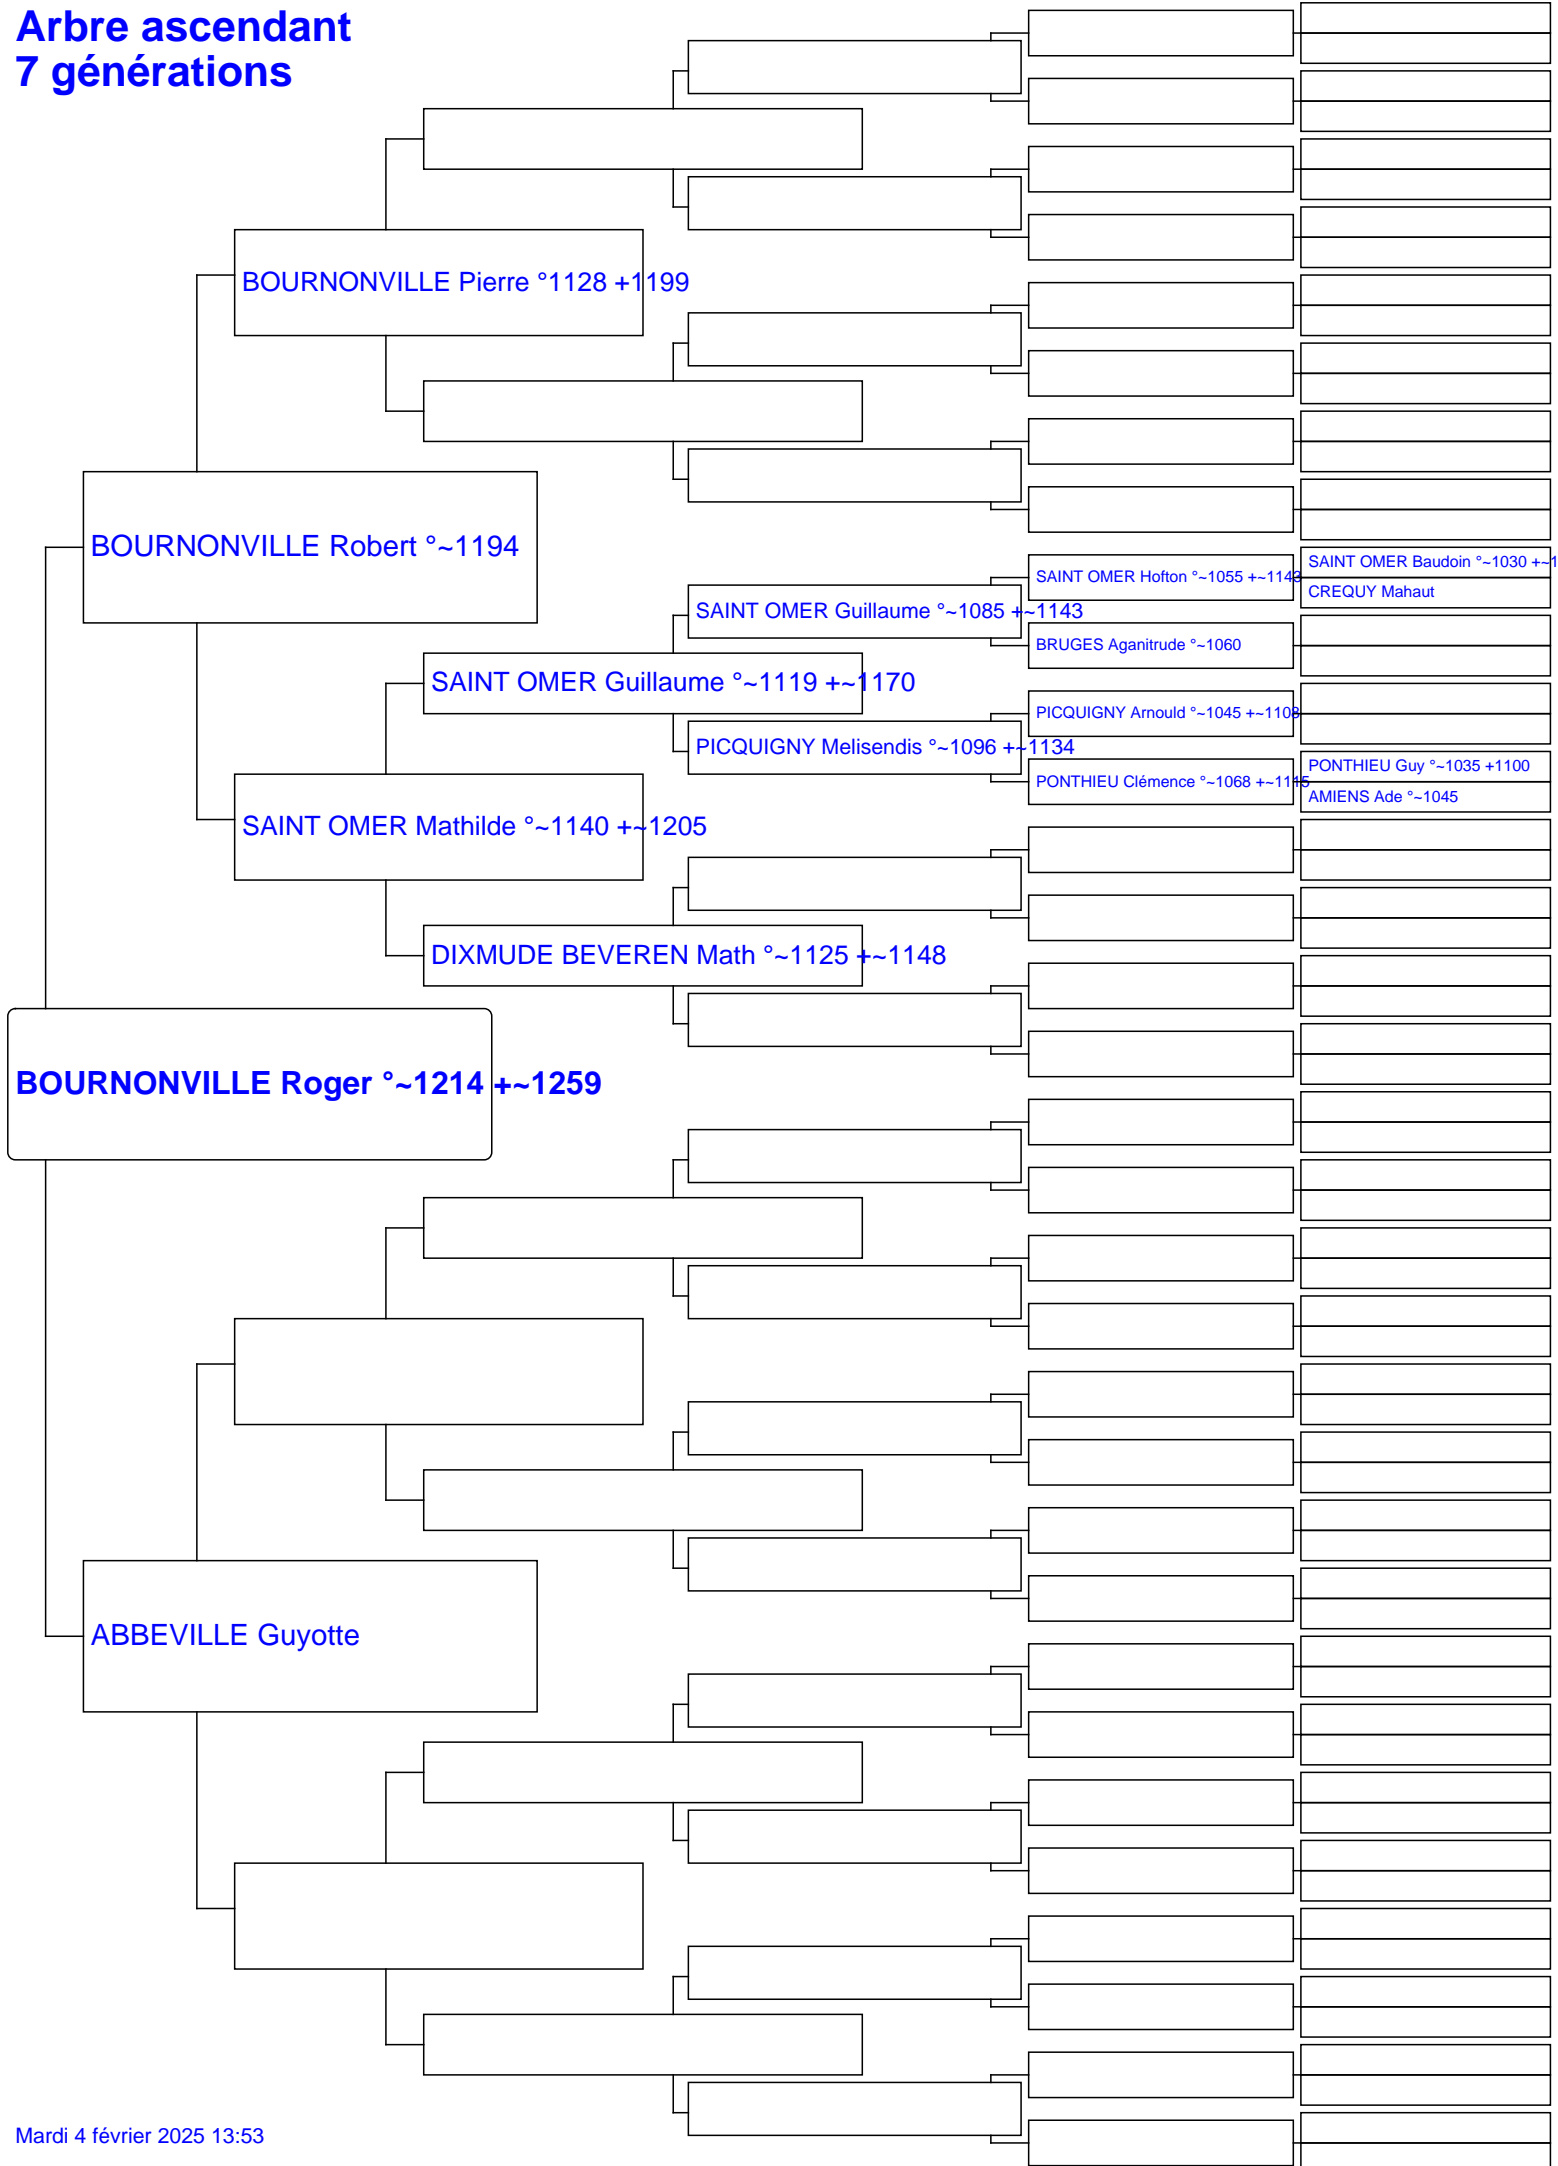 Arbre ascendant
7 générations
BOURNONVILLE Pierre °1128 +1199
BOURNONVILLE Robert °~1194
SAINT OMER Baudoin °~1030 +~1
SAINT OMER Hofton °~1055 +~1143
CREQUY Mahaut
SAINT OMER Guillaume °~1085 +~1143
BRUGES Aganitrude °~1060
SAINT OMER Guillaume °~1119 +~1170
PICQUIGNY Arnould °~1045 +~1108
PICQUIGNY Melisendis °~1096 +~1134
PONTHIEU Guy °~1035 +1100
PONTHIEU Clémence °~1068 +~1115
AMIENS Ade °~1045
SAINT OMER Mathilde °~1140 +~1205
DIXMUDE BEVEREN Math °~1125 +~1148
BOURNONVILLE Roger °~1214 +~1259
ABBEVILLE Guyotte
Mardi 4 février 2025 13:53